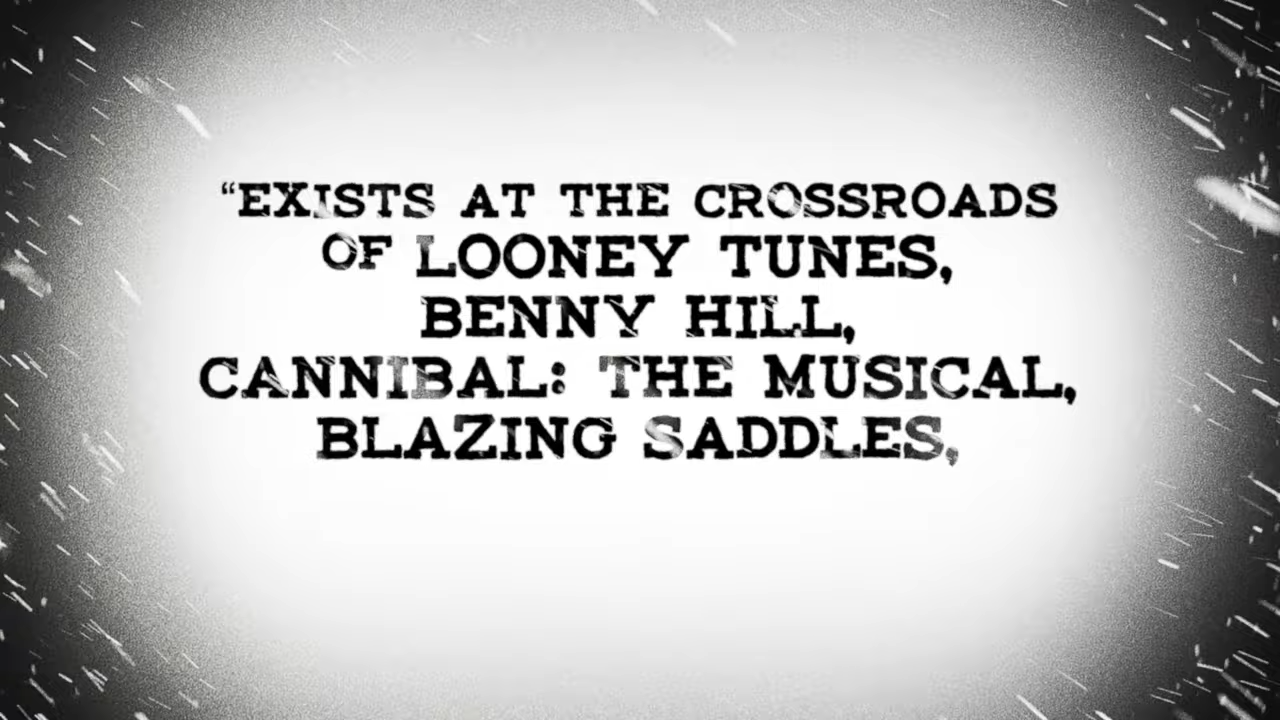 “EXISTS AT THE CROSSROADS
OF LOONEY TUNES,
BENNY HILL,
CANNIBAL: THE MUSICAL,
BLAZING SADDLES,